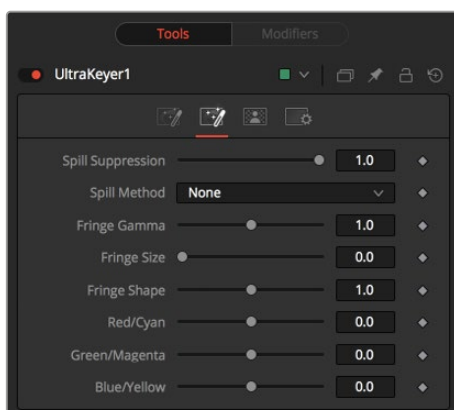 Tools Modifiers
UltraKeyer1
Spill Suppression 1.0
Spill Method None
Fringe Gamma 1.0
Fringe Size 0.0
Fringe Shape 1.0
Red/Cyan 0.0
Green/Magenta 0.0
Blue/Yellow 0.0